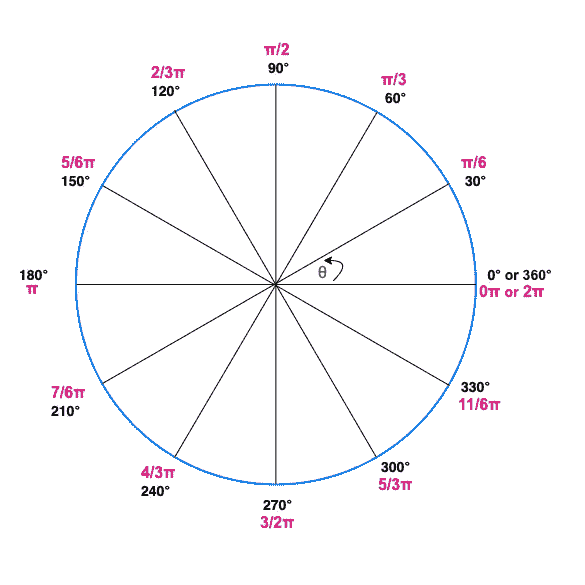 π/2
90°
2/3π
120°
π/3
60°
5/6π
150°
π/6
30°
θ
180°
π
0° or 360°
0π or 2π
7/6π
210°
330°
11/6π
4/3π
240°
300°
5/3π
270°
3/2π